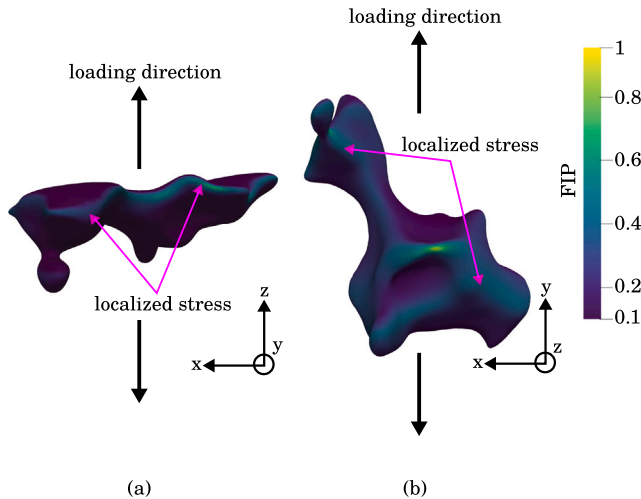 loading direction
localized stress
z
y
x
(a)
loading direction
localized stress
y
x
z
(b)
1
0.8
0.6
0.4
0.2
0.1
FIP